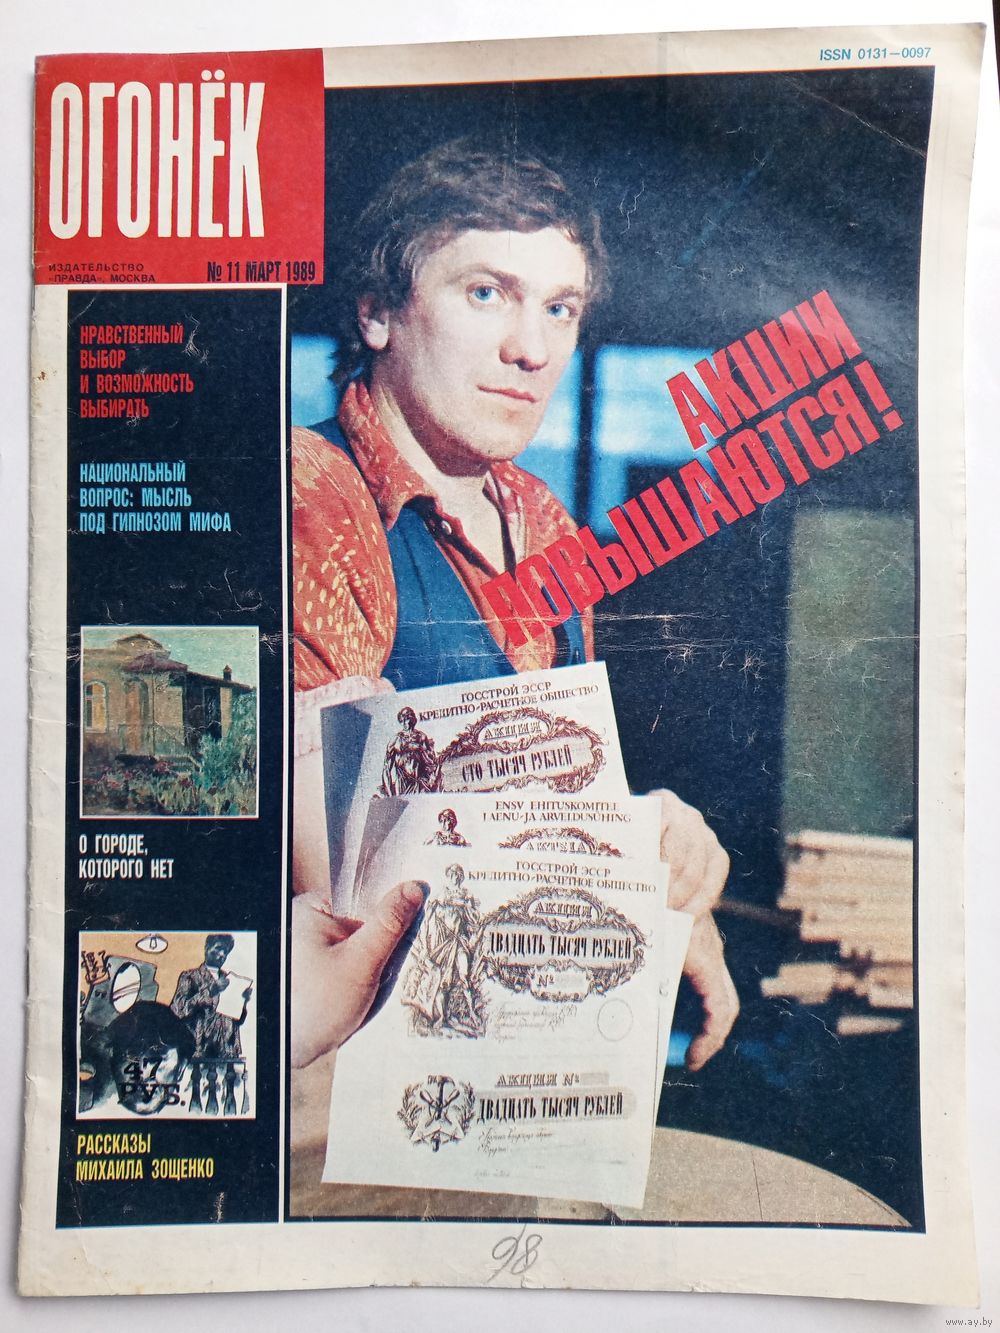 ISSN 0131—0097
ОГОНЁК
ИЗДАТЕЛЬСТВО
«ПРАВДА», МОСКВА
№ 11 МАРТ 1989
НРАВСТВЕННЫЙ
ВЫБОР
И ВОЗМОЖНОСТЬ
ВЫБИРАТЬ
НАЦИОНАЛЬНЫЙ
ВОПРОС: МЫСЛЬ
ПОД ГИПНОЗОМ МИФА
О ГОРОДЕ,
КОТОРОГО НЕТ
47
РУБ.
РАССКАЗЫ
МИХАИЛА ЗОЩЕНКО
АКЦИИ
ПОВЫШАЮТСЯ!
ГОССТРОЙ ЭССР
КРЕДИТНО-РАСЧЕТНОЕ ОБЩЕСТВО
АКЦИЯ
СТО ТЫСЯЧ РУБЛЕЙ
ENSV EHITUSKOMITEE
LAENU-JA ARVELDUSÜHING
AKTSIA
ГОССТРОЙ ЭССР
КРЕДИТНО-РАСЧЕТНОЕ ОБЩЕСТВО
АКЦИЯ
ДВАДЦАТЬ ТЫСЯЧ РУБЛЕЙ
№
АКЦИЯ №
ДВАДЦАТЬ ТЫСЯЧ РУБЛЕЙ
98
www.ay.by